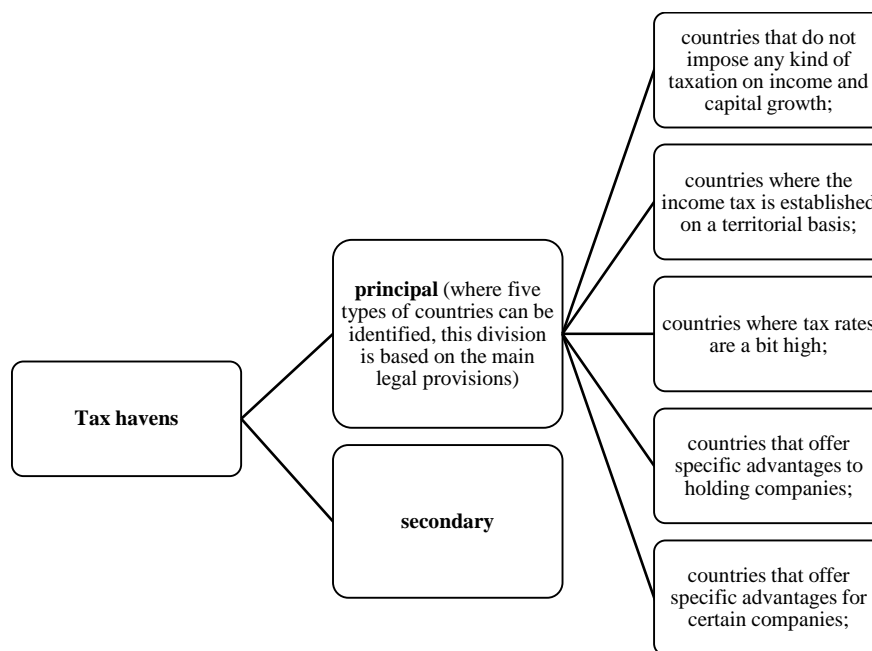 Tax havens
principal (where five
types of countries can be
identified, this division
is based on the main
legal provisions)
secondary
countries that do not
impose any kind of
taxation on income and
capital growth;
countries where the
income tax is established
on a territorial basis;
countries where tax rates
are a bit high;
countries that offer
specific advantages to
holding companies;
countries that offer
specific advantages for
certain companies;